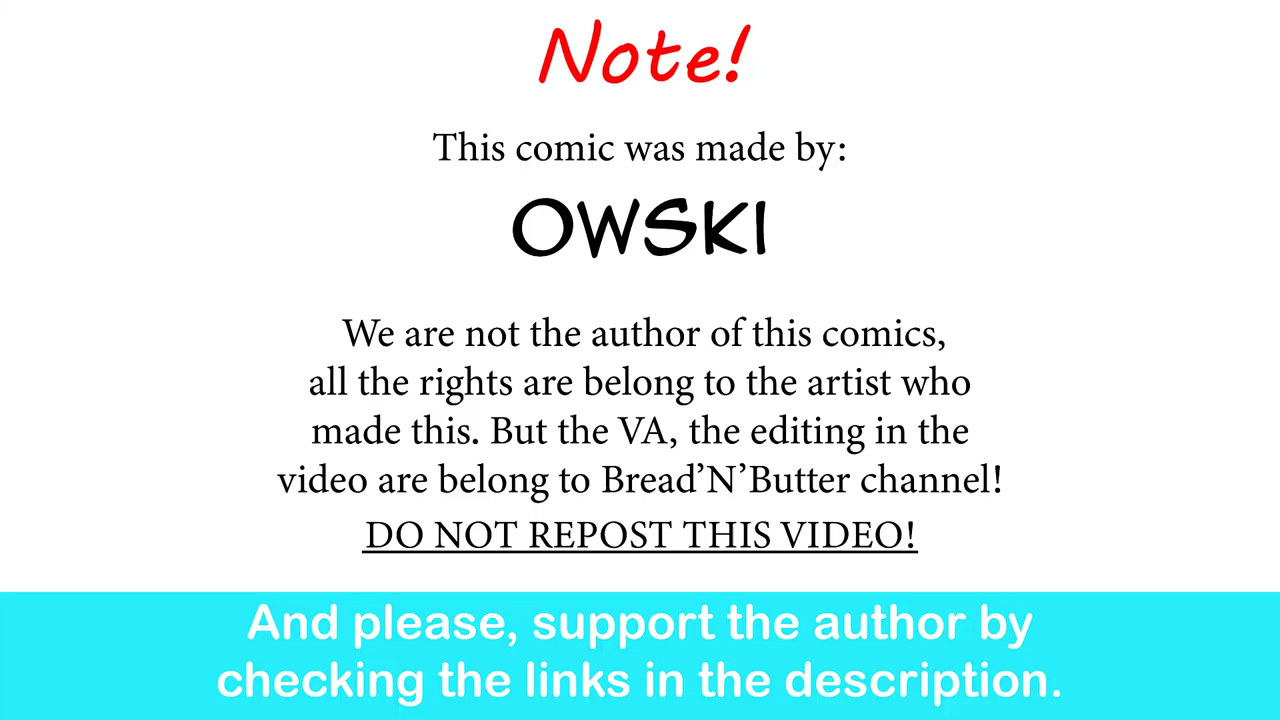 Note!
This comic was made by:
OWSKI
We are not the author of this comics,
all the rights are belong to the artist who
made this. But the VA, the editing in the
video are belong to Bread’N’Butter channel!
DO NOT REPOST THIS VIDEO!
And please, support the author by
checking the links in the description.